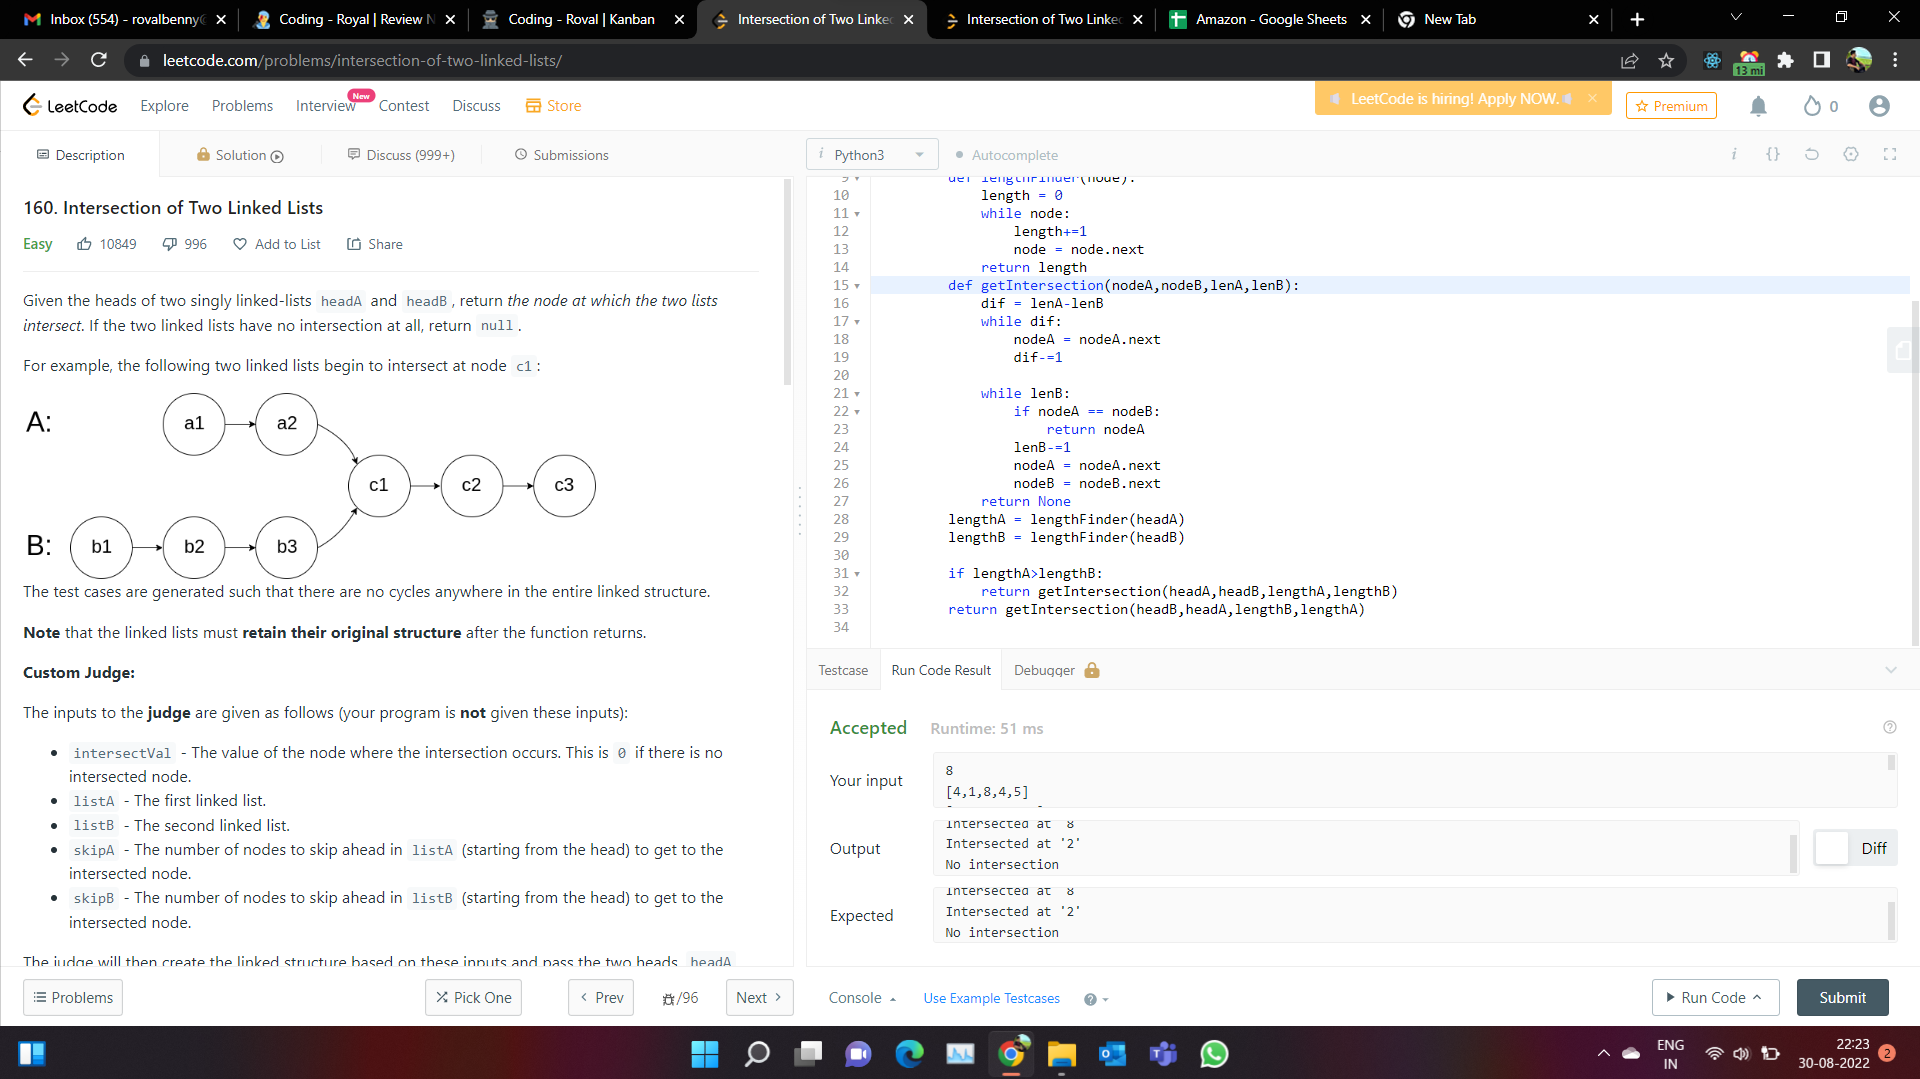 Inbox (554) - rovalbenny
Coding - Royal | Review N
Coding - Roval | Kanban
Intersection of Two Linke
Intersection of Two Linke
Amazon - Google Sheets
New Tab
leetcode.com/problems/intersection-of-two-linked-lists/
13 mi
LeetCode
Explore
Problems
Interview
New
Contest
Discuss
Store
LeetCode is hiring! Apply NOW.
Premium
0
Description
Solution
Discuss (999+)
Submissions
160. Intersection of Two Linked Lists
Easy 10849 996 Add to List Share
Given the heads of two singly linked-lists headA and headB , return the node at which the two lists
intersect. If the two linked lists have no intersection at all, return null .
For example, the following two linked lists begin to intersect at node c1 :
A: a1 a2
c1 c2 c3
B: b1 b2 b3
The test cases are generated such that there are no cycles anywhere in the entire linked structure.
Note that the linked lists must retain their original structure after the function returns.
Custom Judge:
The inputs to the judge are given as follows (your program is not given these inputs):
• intersectVal - The value of the node where the intersection occurs. This is 0 if there is no
intersected node.
• listA - The first linked list.
• listB - The second linked list.
• skipA - The number of nodes to skip ahead in listA (starting from the head) to get to the
intersected node.
• skipB - The number of nodes to skip ahead in listB (starting from the head) to get to the
intersected node.
The judge will then create the linked structure based on these inputs and pass the two heads, headA
Problems
Pick One
Prev
/96
Next
i Python3
Autocomplete
i {}
9 def lengthFinder(node):
10 length = 0
11 while node:
12 length+=1
13 node = node.next
14 return length
15 def getIntersection(nodeA,nodeB,lenA,lenB):
16 dif = lenA-lenB
17 while dif:
18 nodeA = nodeA.next
19 dif-=1
20
21 while lenB:
22 if nodeA == nodeB:
23 return nodeA
24 lenB-=1
25 nodeA = nodeA.next
26 nodeB = nodeB.next
27 return None
28 lengthA = lengthFinder(headA)
29 lengthB = lengthFinder(headB)
30
31 if lengthA>lengthB:
32 return getIntersection(headA,headB,lengthA,lengthB)
33 return getIntersection(headB,headA,lengthB,lengthA)
34
Testcase
Run Code Result
Debugger
Accepted Runtime: 51 ms
Your input
8
[4,1,8,4,5]
Output
Intersected at '8'
Intersected at '2'
No intersection
Diff
Expected
Intersected at '8'
Intersected at '2'
No intersection
Console
Use Example Testcases
Run Code
Submit
ENG
IN
22:23
30-08-2022
2